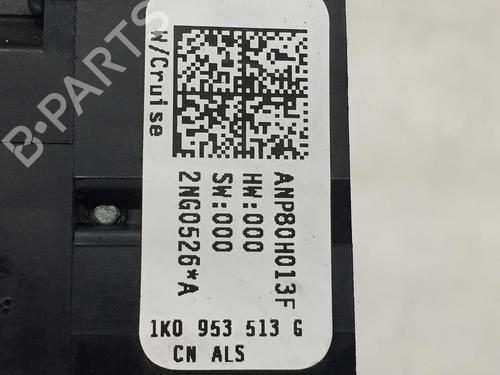 W/Cruise
ANP80H013F
HW:000
SW:000
2NG0526*A
1K0 953 513 G
CN ALS
B-PARTS